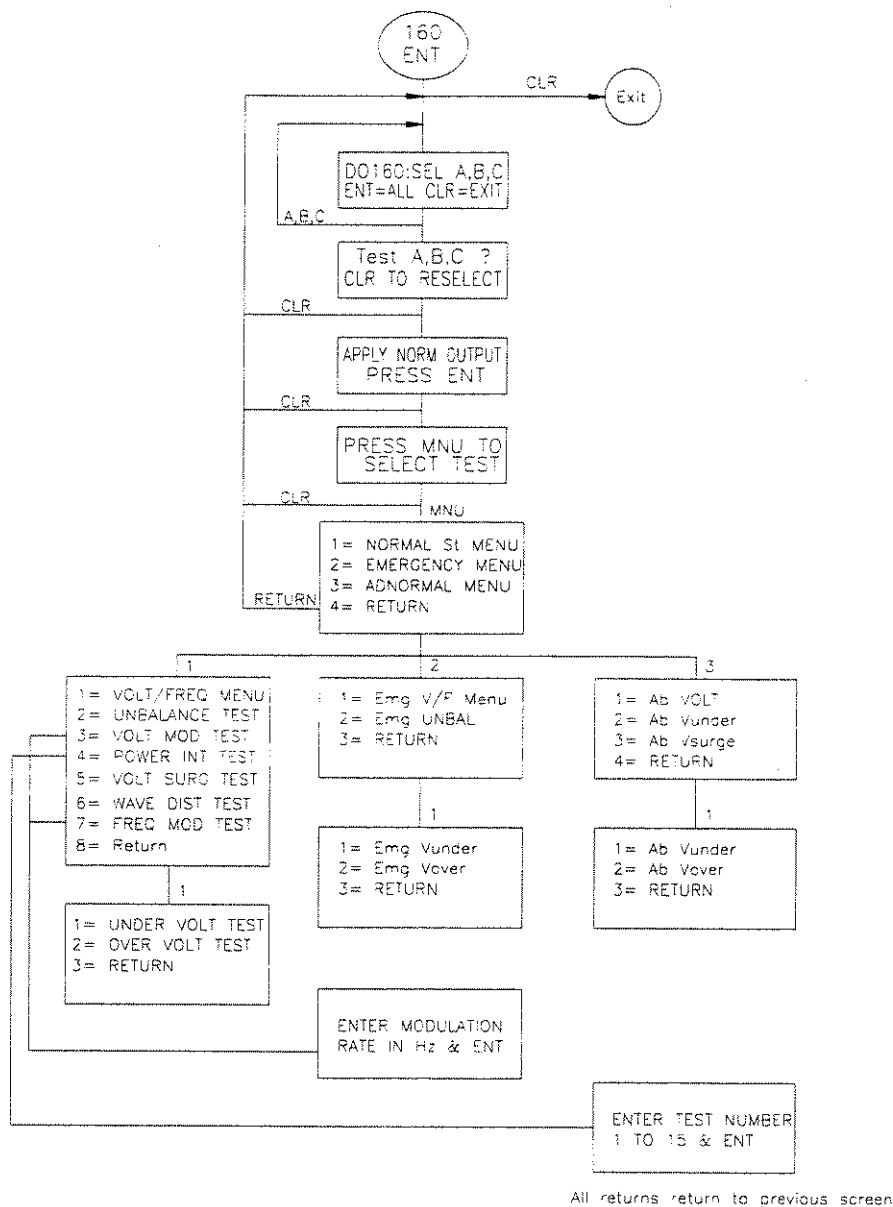 160
ENT
CLR
Exit
DO160:SEL A,B,C
ENT=ALL CLR=EXIT
A,B,C
Test A,B,C ?
CLR TO RESELECT
CLR
APPLY NORM OUTPUT
PRESS ENT
CLR
PRESS MNU TO
SELECT TEST
CLR
MNU
1= NORMAL St MENU
2= EMERGENCY MENU
3= ADNORMAL MENU
4= RETURN
RETURN
1
2
3
1= VOLT/FREQ MENU
2= UNBALANCE TEST
3= VOLT MOD TEST
4= POWER INT TEST
5= VOLT SURG TEST
6= WAVE DIST TEST
7= FREQ MOD TEST
8= Return
1= Emg V/F Menu
2= Emg UNBAL
3= RETURN
1= Ab VOLT
2= Ab Vunder
3= Ab Vsurge
4= RETURN
1
1
1
1= UNDER VOLT TEST
2= OVER VOLT TEST
3= RETURN
1= Emg Vunder
2= Emg Vover
3= RETURN
1= Ab Vunder
2= Ab Vover
3= RETURN
ENTER MODULATION
RATE IN Hz & ENT
ENTER TEST NUMBER
1 TO 15 & ENT
All returns return to previous screen